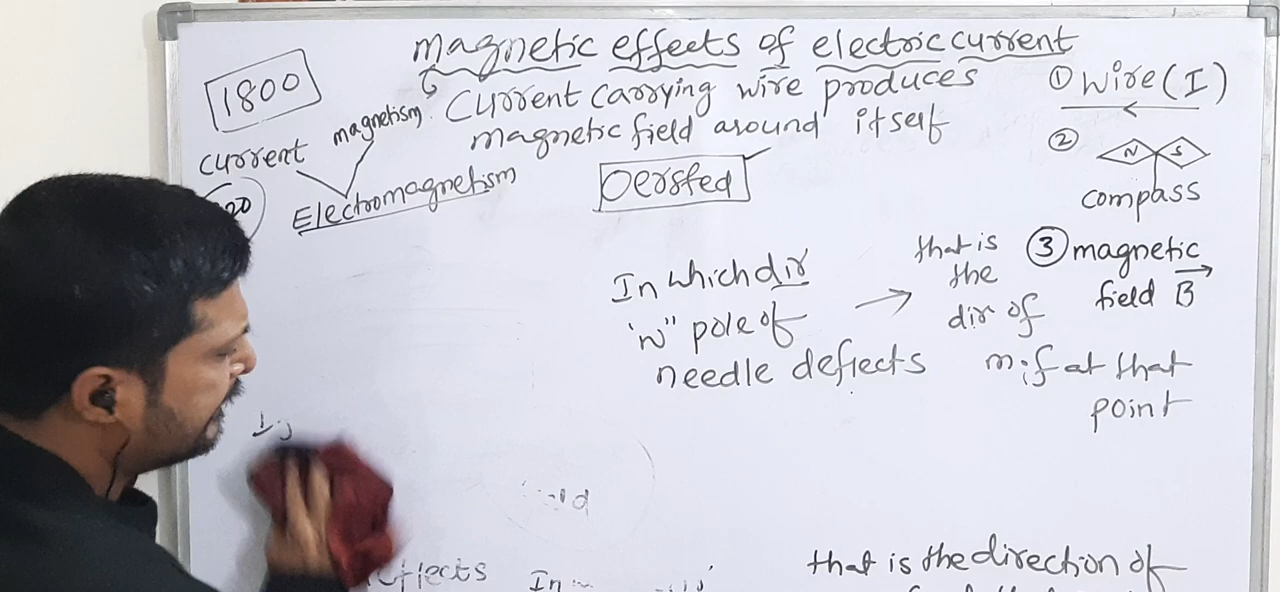 magnetic effects of electric current
1800
Current carrying wire produces
magnetic field around itself
current magnetism
Electromagnetism
20
Oersted
① Wire (I)
②
N S
compass
③ magnetic
field B
In which dir
"N" pole of
needle deflects
that is
the
dir of
m.f at that
point
In
that is the direction of